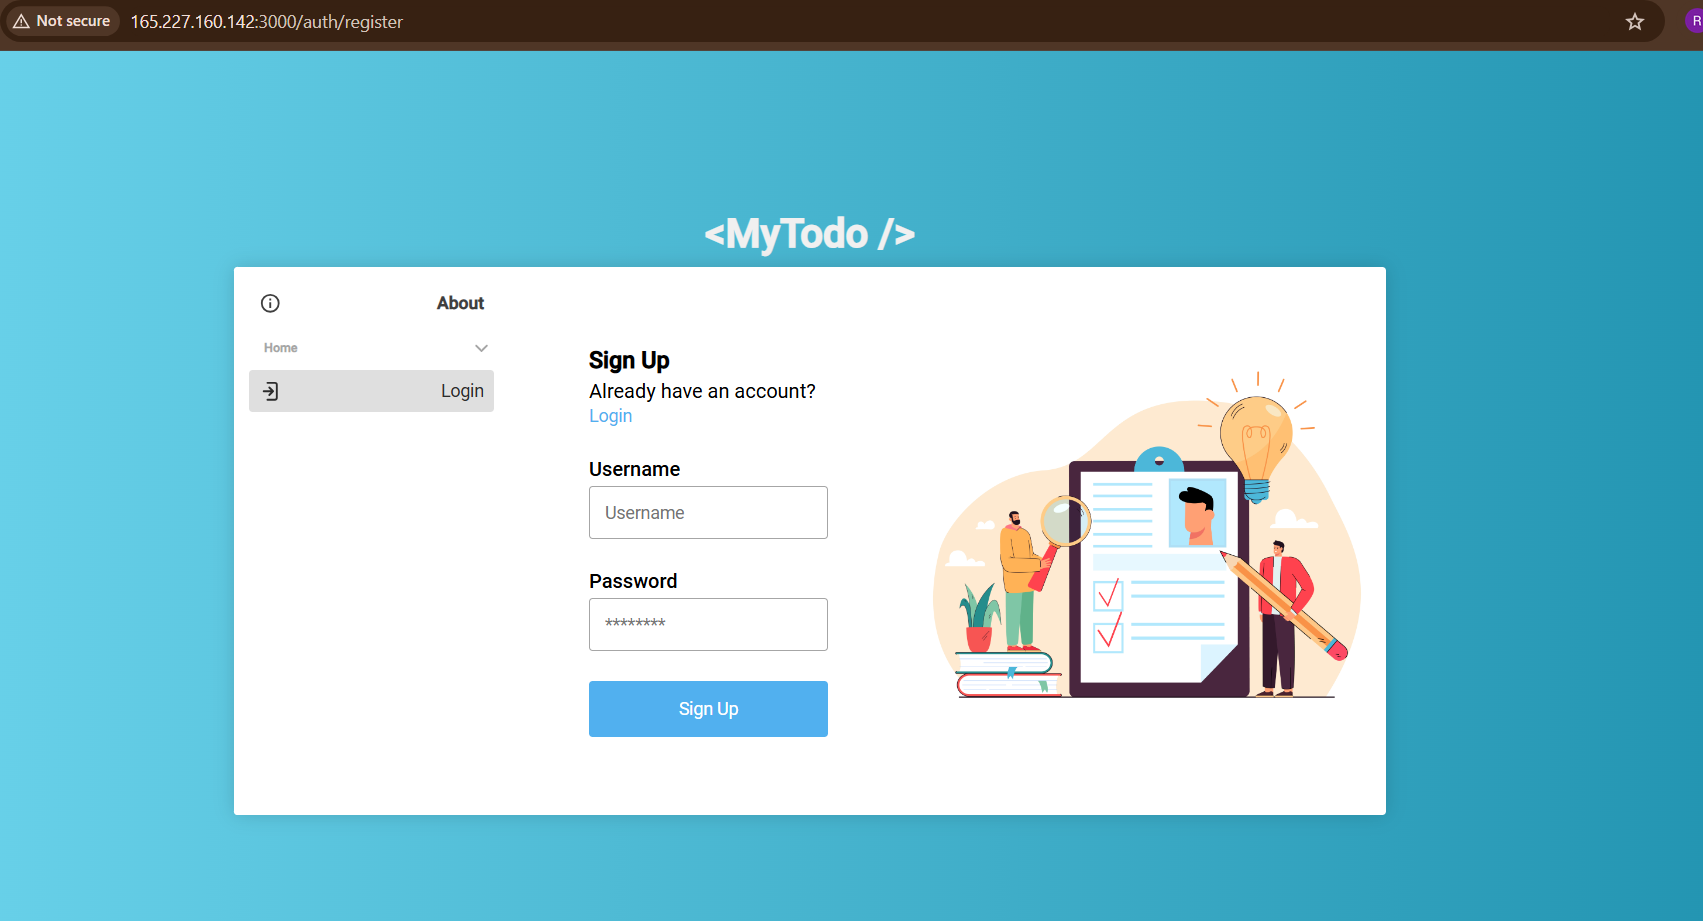 Not secure
165.227.160.142:3000/auth/register
R
<MyTodo />
About
Home
Login
Sign Up
Already have an account?
Login
Username
Username
Password
********
Sign Up